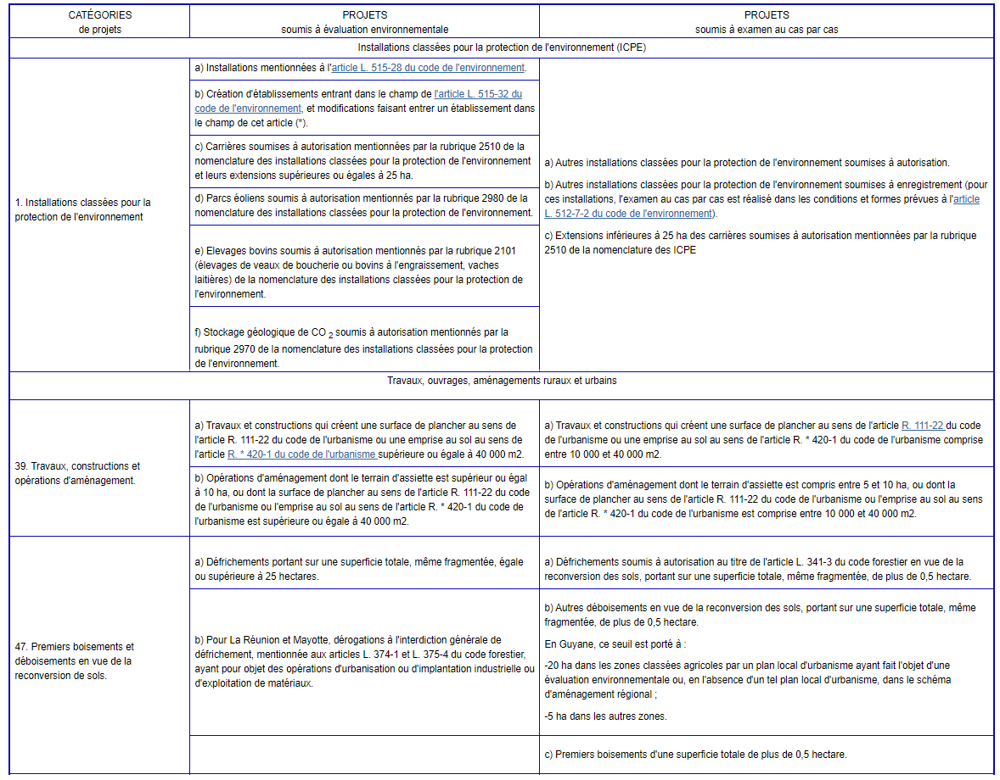 CATÉGORIES
de projets
PROJETS
soumis à évaluation environnementale
PROJETS
soumis à examen au cas par cas
Installations classées pour la protection de l'environnement (ICPE)
1. Installations classées pour la
protection de l'environnement
a) Installations mentionnées à l'article L. 515-28 du code de l'environnement.
b) Création d'établissements entrant dans le champ de l'article L. 515-32 du
code de l'environnement, et modifications faisant entrer un établissement dans
le champ de cet article (*).
c) Carrières soumises à autorisation mentionnées par la rubrique 2510 de la
nomenclature des installations classées pour la protection de l'environnement
et leurs extensions supérieures ou égales à 25 ha.
d) Parcs éoliens soumis à autorisation mentionnés par la rubrique 2980 de la
nomenclature des installations classées pour la protection de l'environnement.
e) Elevages bovins soumis à autorisation mentionnés par la rubrique 2101
(élevages de veaux de boucherie ou bovins à l'engraissement, vaches
laitières) de la nomenclature des installations classées pour la protection de
l'environnement.
f) Stockage géologique de CO 2 soumis à autorisation mentionnés par la
rubrique 2970 de la nomenclature des installations classées pour la protection
de l'environnement.
a) Autres installations classées pour la protection de l'environnement soumises à autorisation.
b) Autres installations classées pour la protection de l'environnement soumises à enregistrement (pour
ces installations, l'examen au cas par cas est réalisé dans les conditions et formes prévues à l'article
L. 512-7-2 du code de l'environnement).
c) Extensions inférieures à 25 ha des carrières soumises à autorisation mentionnées par la rubrique
2510 de la nomenclature des ICPE
Travaux, ouvrages, aménagements ruraux et urbains
39. Travaux, constructions et
opérations d'aménagement.
a) Travaux et constructions qui créent une surface de plancher au sens de
l'article R. 111-22 du code de l'urbanisme ou une emprise au sol au sens de
l'article R. * 420-1 du code de l'urbanisme supérieure ou égale à 40 000 m2.
a) Travaux et constructions qui créent une surface de plancher au sens de l'article R. 111-22 du code
de l'urbanisme ou une emprise au sol au sens de l'article R. * 420-1 du code de l'urbanisme comprise
entre 10 000 et 40 000 m2.
b) Opérations d'aménagement dont le terrain d'assiette est supérieur ou égal
à 10 ha, ou dont la surface de plancher au sens de l'article R. 111-22 du code
de l'urbanisme ou l'emprise au sol au sens de l'article R. * 420-1 du code de
l'urbanisme est supérieure ou égale à 40 000 m2.
b) Opérations d'aménagement dont le terrain d'assiette est compris entre 5 et 10 ha, ou dont la
surface de plancher au sens de l'article R. 111-22 du code de l'urbanisme ou l'emprise au sol au sens
de l'article R. * 420-1 du code de l'urbanisme est comprise entre 10 000 et 40 000 m2.
47. Premiers boisements et
déboisements en vue de la
reconversion de sols.
a) Défrichements portant sur une superficie totale, même fragmentée, égale
ou supérieure à 25 hectares.
a) Défrichements soumis à autorisation au titre de l'article L. 341-3 du code forestier en vue de la
reconversion des sols, portant sur une superficie totale, même fragmentée, de plus de 0,5 hectare.
b) Pour La Réunion et Mayotte, dérogations à l'interdiction générale de
défrichement, mentionnée aux articles L. 374-1 et L. 375-4 du code forestier,
ayant pour objet des opérations d'urbanisation ou d'implantation industrielle ou
d'exploitation de matériaux.
b) Autres déboisements en vue de la reconversion des sols, portant sur une superficie totale, même
fragmentée, de plus de 0,5 hectare.
En Guyane, ce seuil est porté à :
-20 ha dans les zones classées agricoles par un plan local d'urbanisme ayant fait l'objet d'une
évaluation environnementale ou, en l'absence d'un tel plan local d'urbanisme, dans le schéma
d'aménagement régional ;
-5 ha dans les autres zones.
c) Premiers boisements d'une superficie totale de plus de 0,5 hectare.